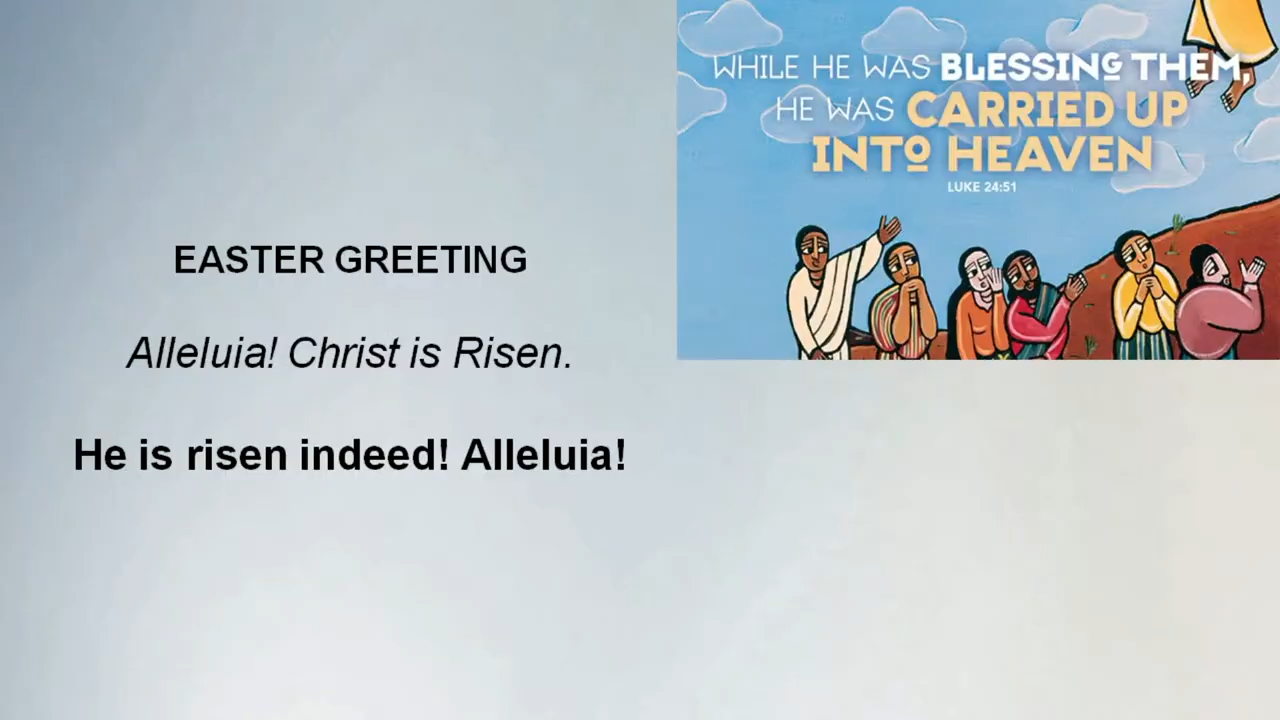 EASTER GREETING
Alleluia! Christ is Risen.
He is risen indeed! Alleluia!
WHILE HE WAS BLESSING THEM,
HE WAS CARRIED UP
INTO HEAVEN
LUKE 24:51